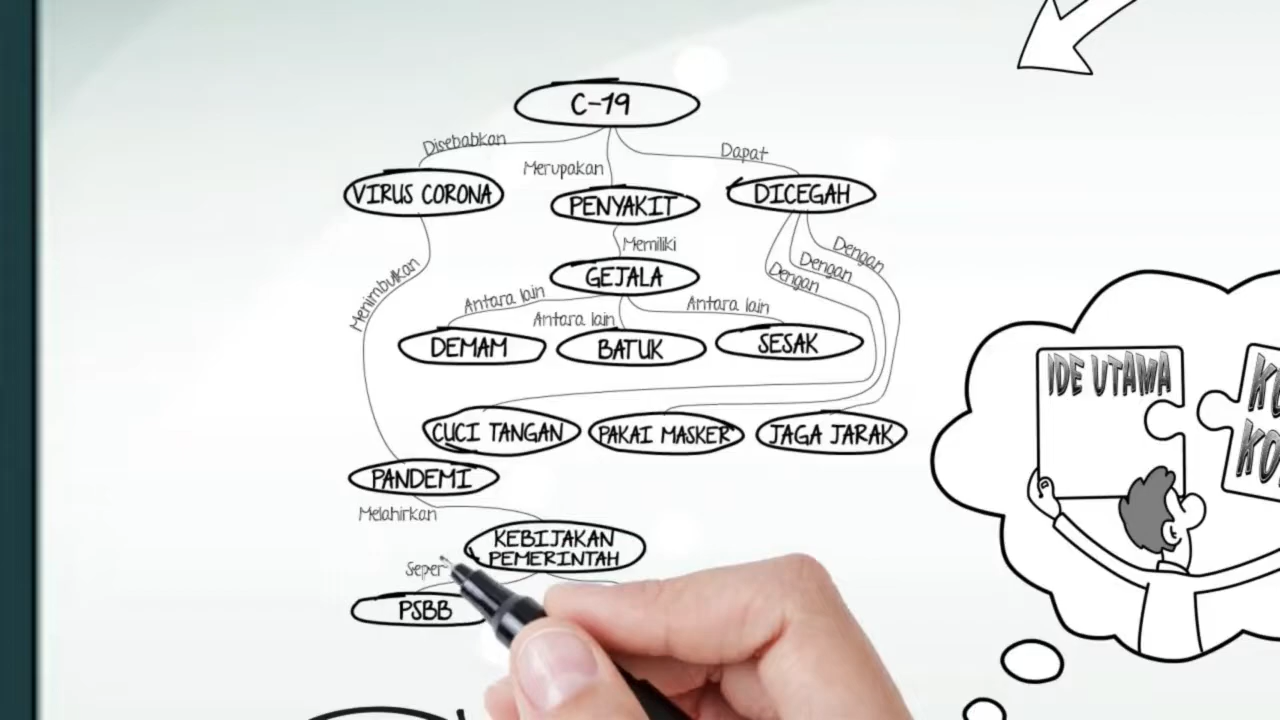 C-19
Disebabkan
Merupakan
Dapat
VIRUS CORONA
PENYAKIT
DICEGAH
Memiliki
Dengan
Dengan
Dengan
Menimbulkan
GEJALA
Antara lain
Antara lain
Antara lain
DEMAM
BATUK
SESAK
CUCI TANGAN
PAKAI MASKER
JAGA JARAK
PANDEMI
Melahirkan
KEBIJAKAN
PEMERINTAH
Seper
PSBB
IDE UTAMA